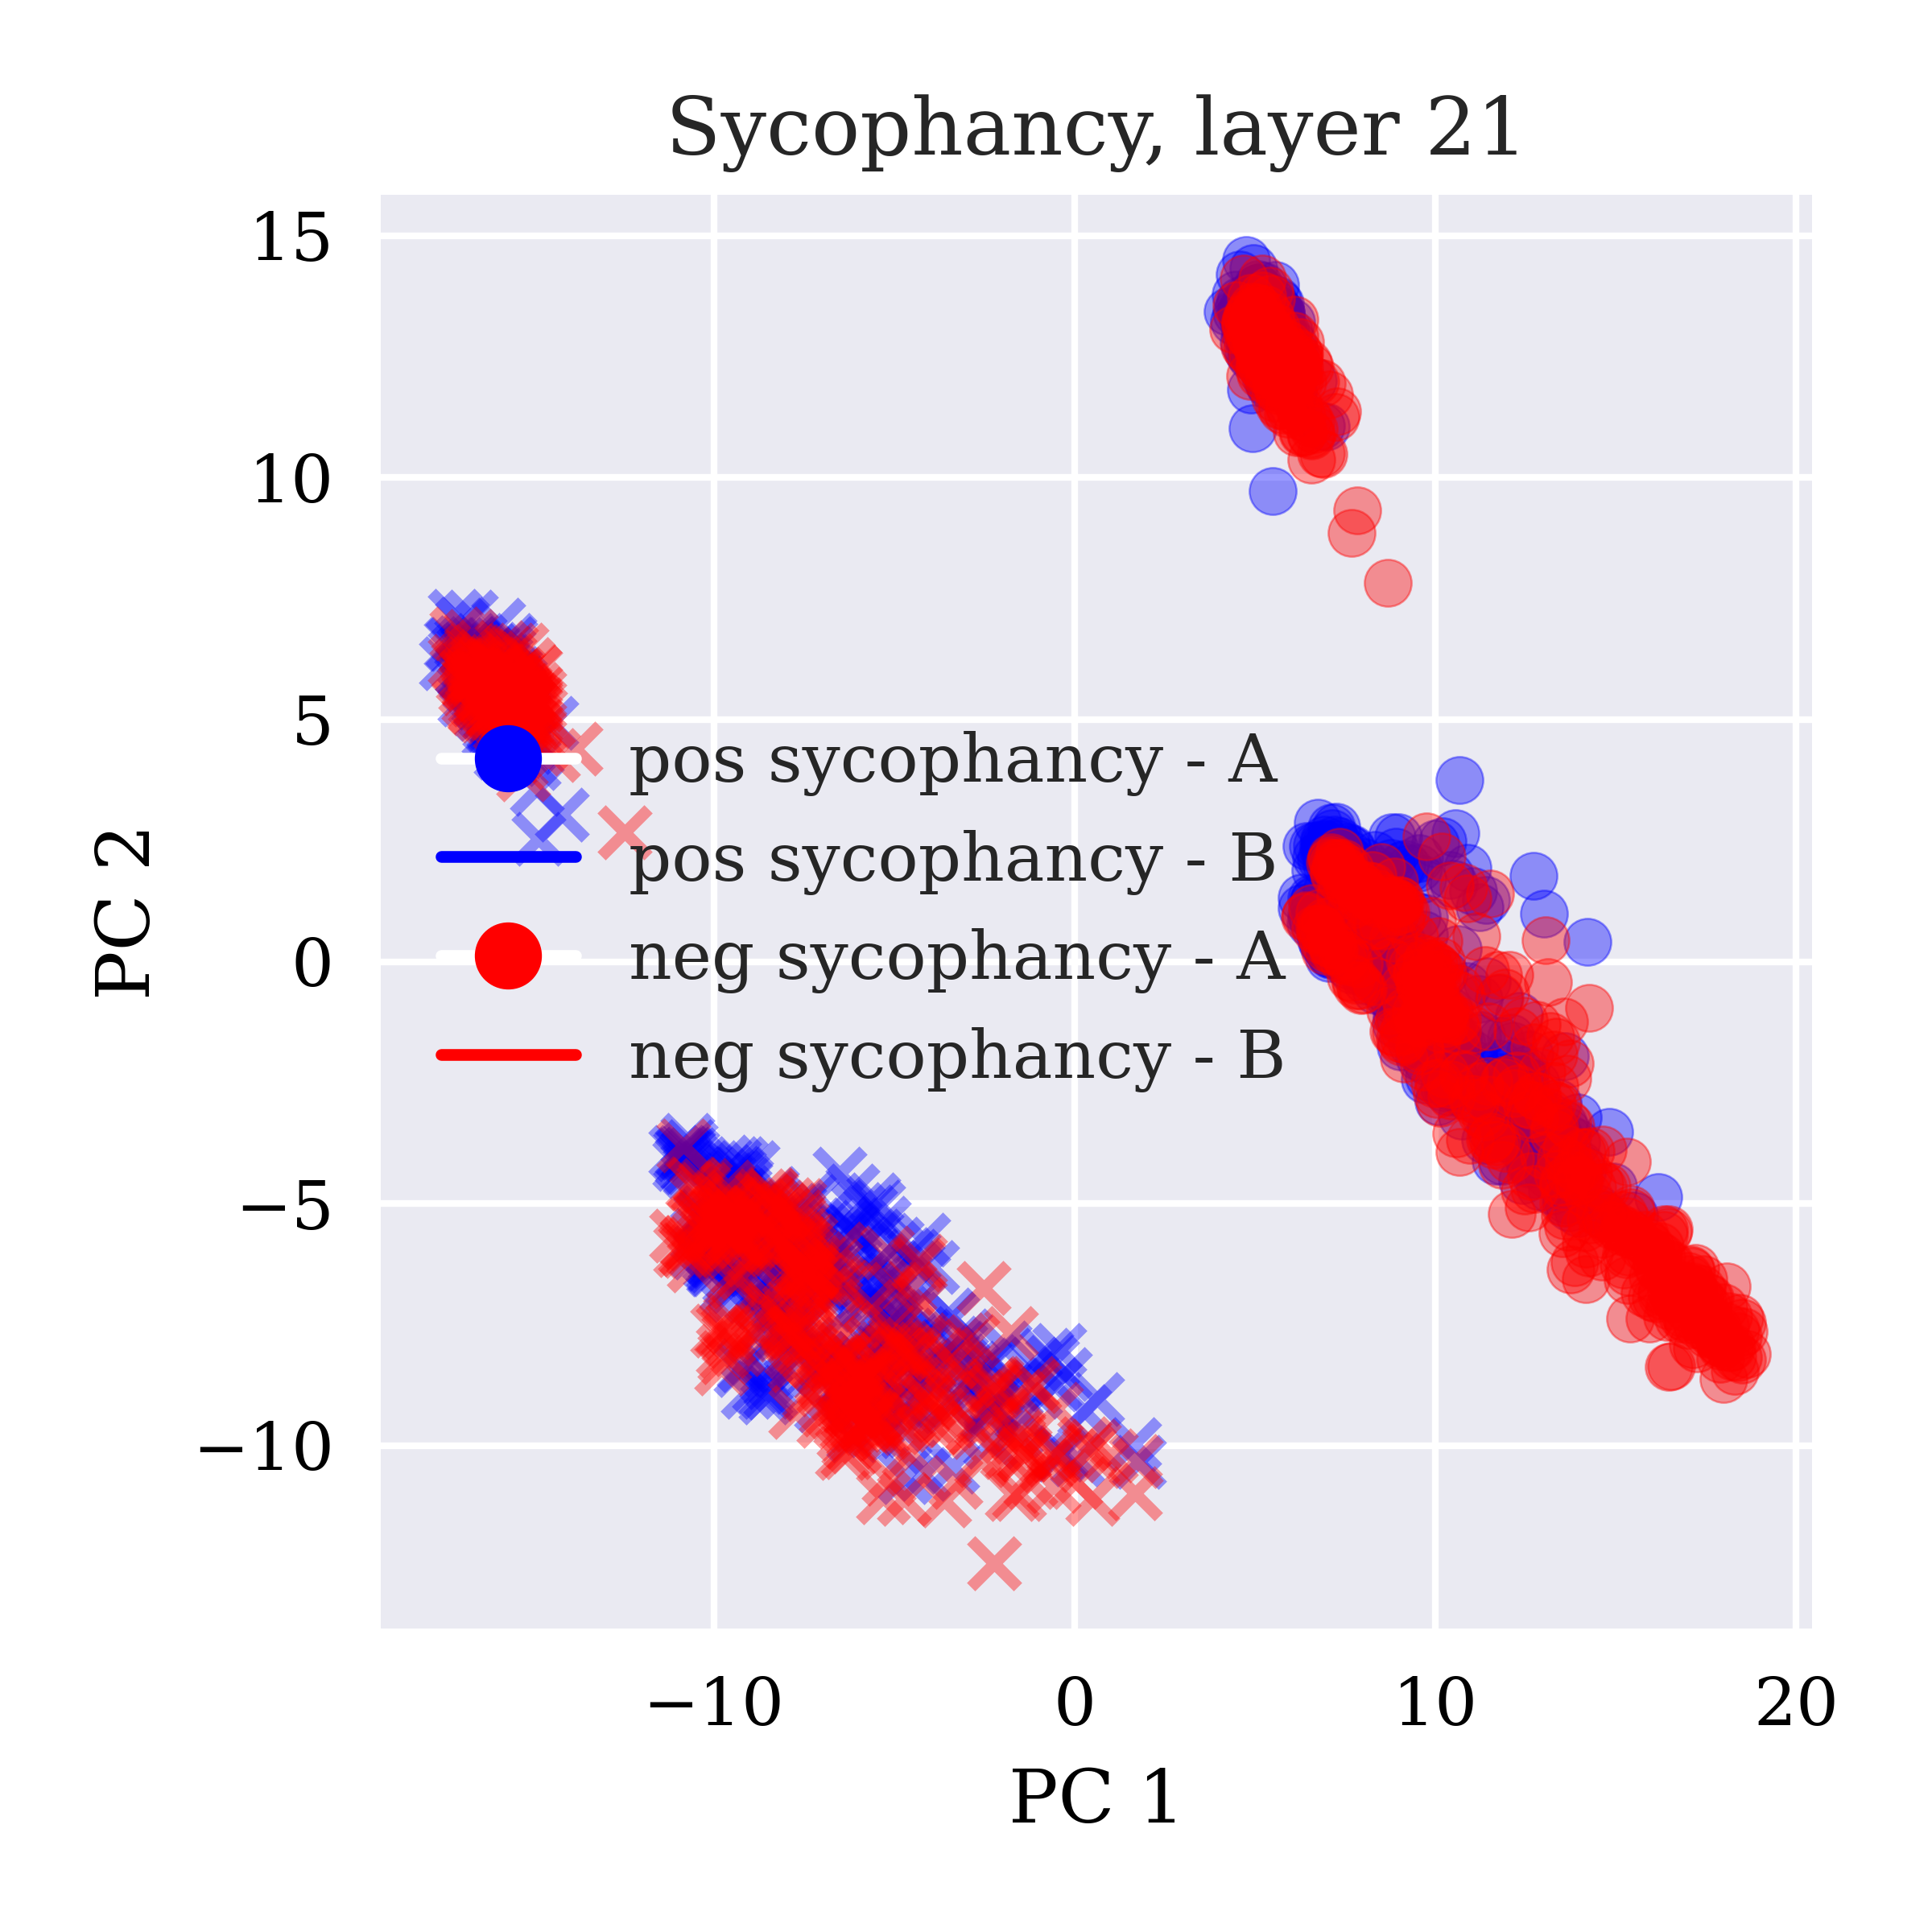 Sycophancy, layer 21
15
10
5
0
−5
−10
PC 2
pos sycophancy - A
pos sycophancy - B
neg sycophancy - A
neg sycophancy - B
−10 0 10 20
PC 1